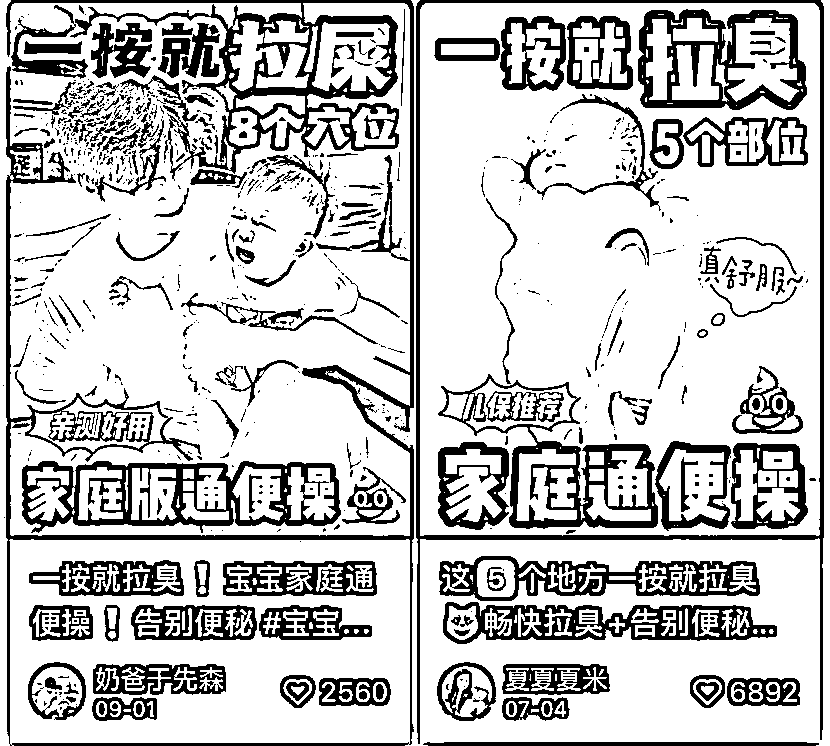 一按就拉屎
8个穴位
亲测好用
家庭版通便操
一按就拉臭！宝宝家庭通
便操！告别便秘 #宝宝...
奶爸于先森
09-01
2560
一按就拉臭
5个部位
真舒服~
儿保推荐
家庭通便操
这5个地方一按就拉臭
畅快拉臭+告别便秘...
夏夏夏米
07-04
6892